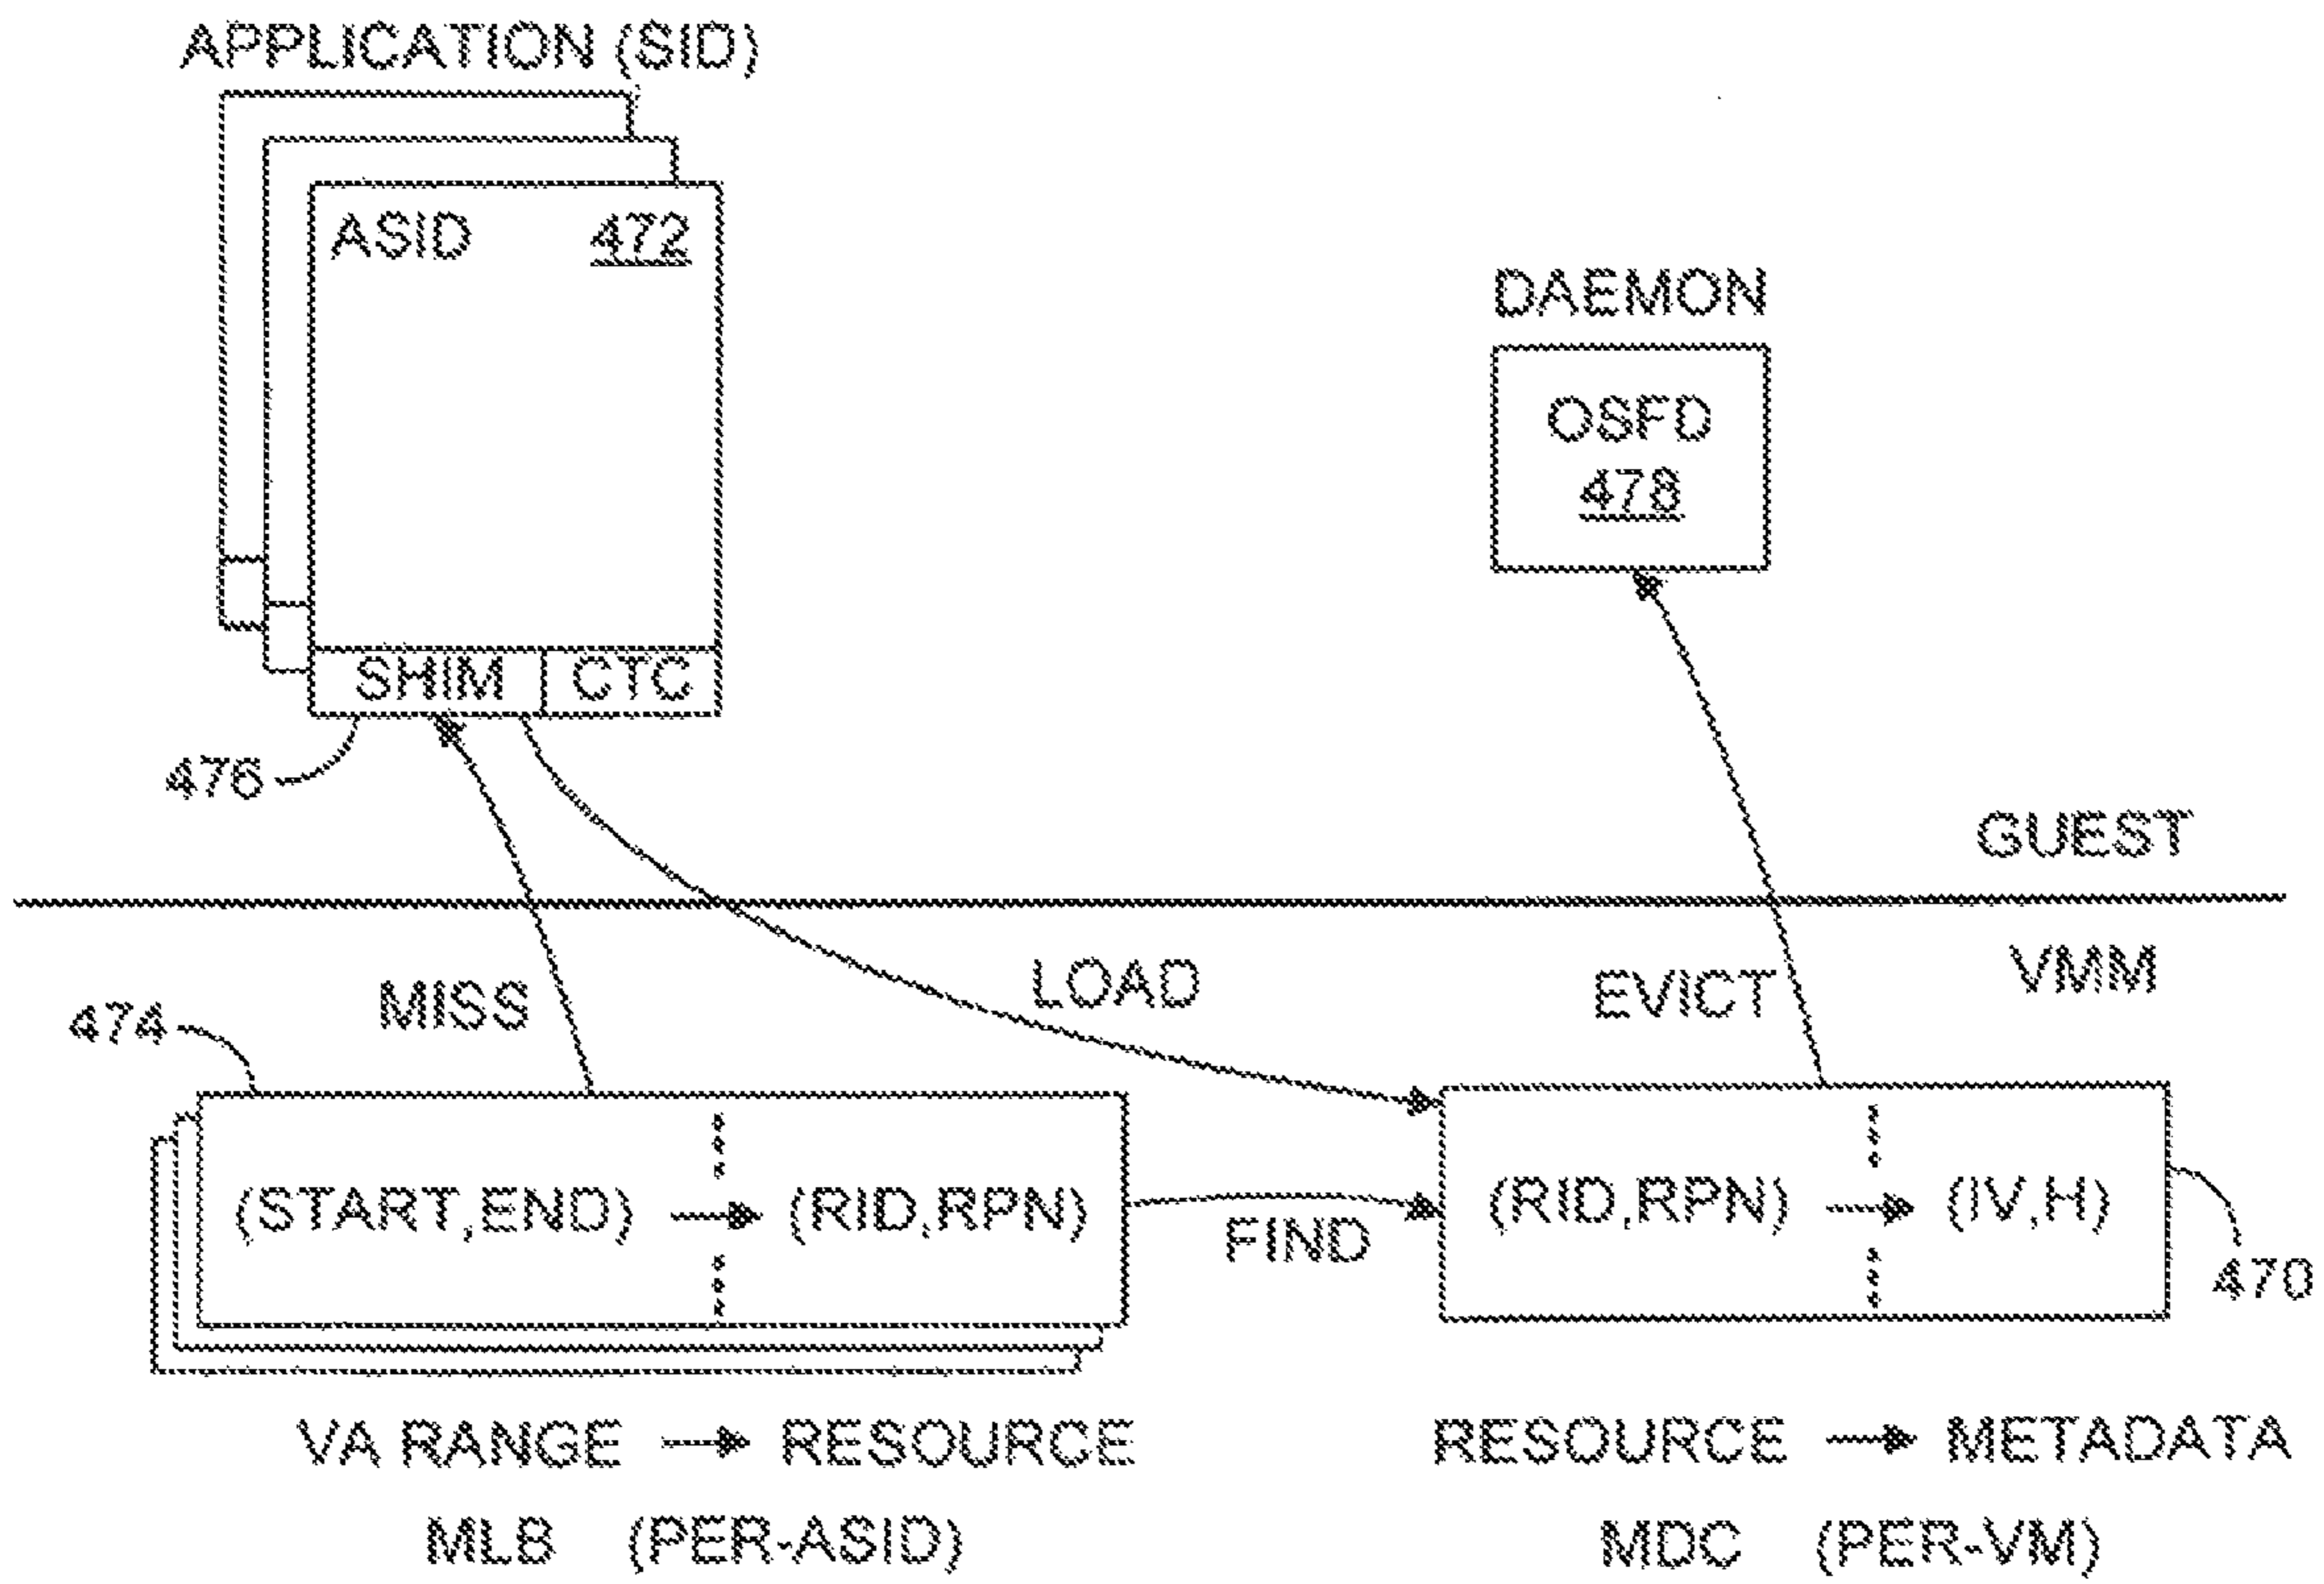 APPLICATION (SID)
ASID 472
DAEMON
OSFD
478
SHIM CTC
476
GUEST
VMM
MISS
LOAD
EVICT
474
(START,END) → (RID,RPN)
FIND
(RID,RPN) → (IV,H)
470
VA RANGE → RESOURCE
RESOURCE → METADATA
MLB (PER-ASID)
MDC (PER-VM)